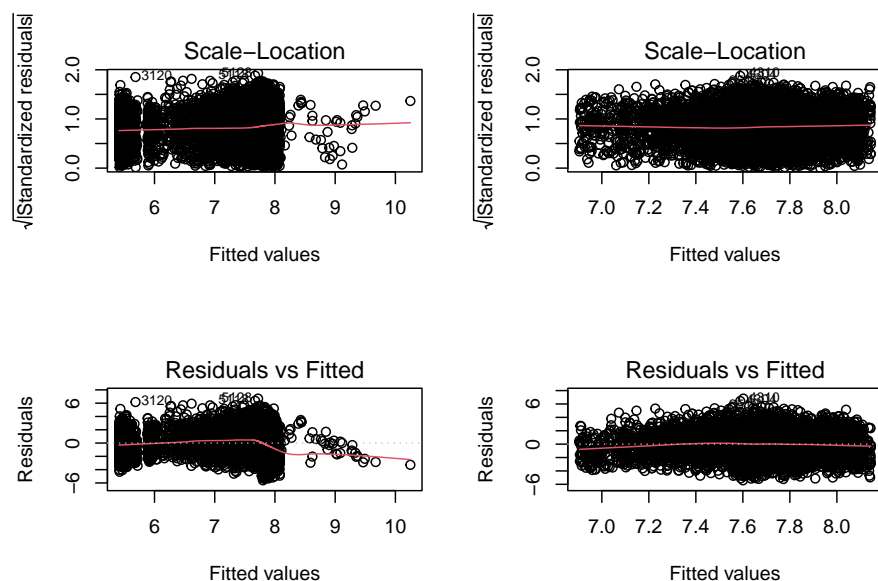 Scale−Location
Scale−Location
√|Standardized residuals|
0.0 1.0 2.0
3120
6 7 8 9 10
Fitted values
√|Standardized residuals|
0.0 1.0 2.0
7.0 7.2 7.4 7.6 7.8 8.0
Fitted values
Residuals vs Fitted
Residuals vs Fitted
Residuals
−6 0 6
3120
6 7 8 9 10
Fitted values
Residuals
−6 0 6
7.0 7.2 7.4 7.6 7.8 8.0
Fitted values